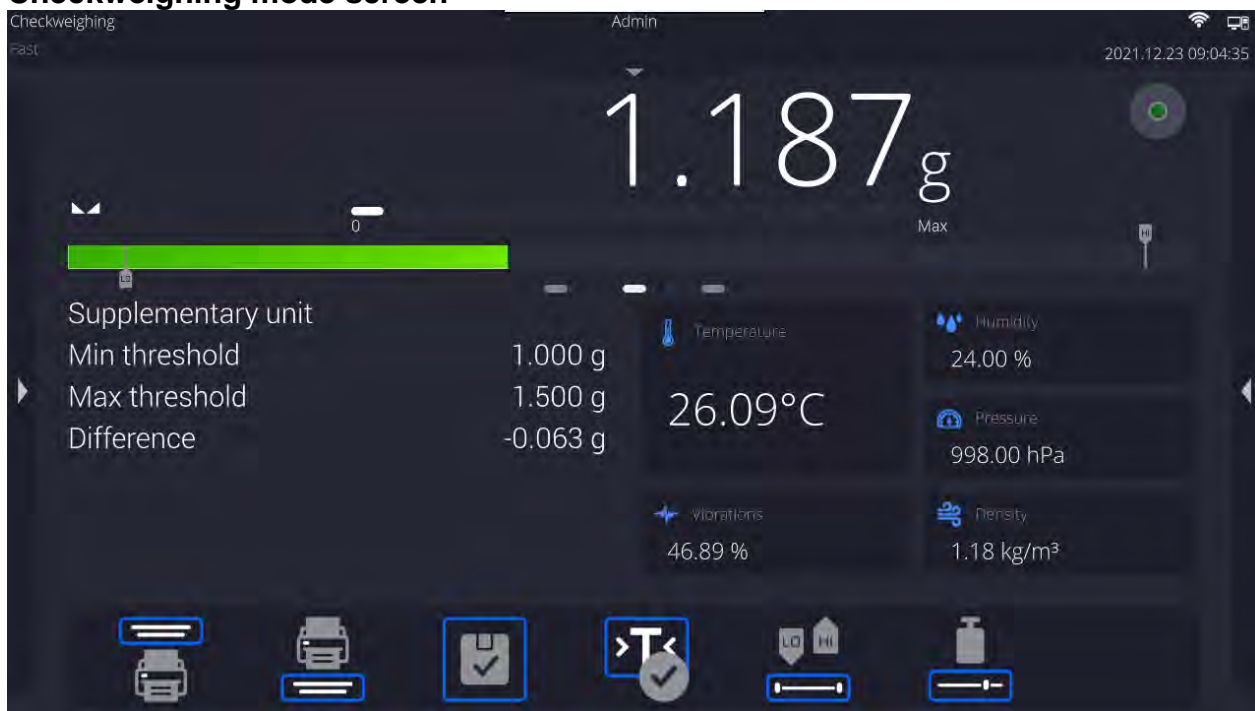 Checkweighing mode screen
Checkweighing
Admin
Fast
2021.12.23 09:04:35
1.187 g
0
Max
HI
LO
Supplementary unit
Min threshold 1.000 g
Max threshold 1.500 g
Difference -0.063 g
Temperature
26.09°C
Humidity
24.00 %
Pressure
998.00 hPa
Vibrations
46.89 %
Density
1.18 kg/m³
>T<
LO HI